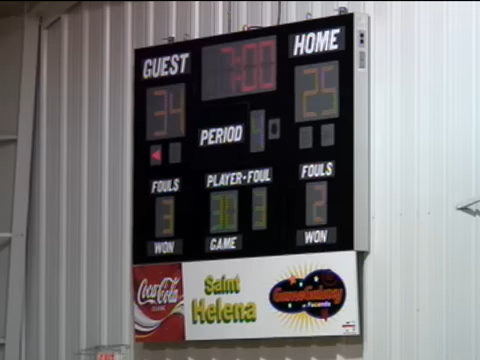 GUEST
7:00
HOME
34
25
PERIOD
4
FOULS
PLAYER•FOUL
FOULS
3
2
WON
GAME
WON
Coca-Cola
Saint
Helena
GameGalaxy